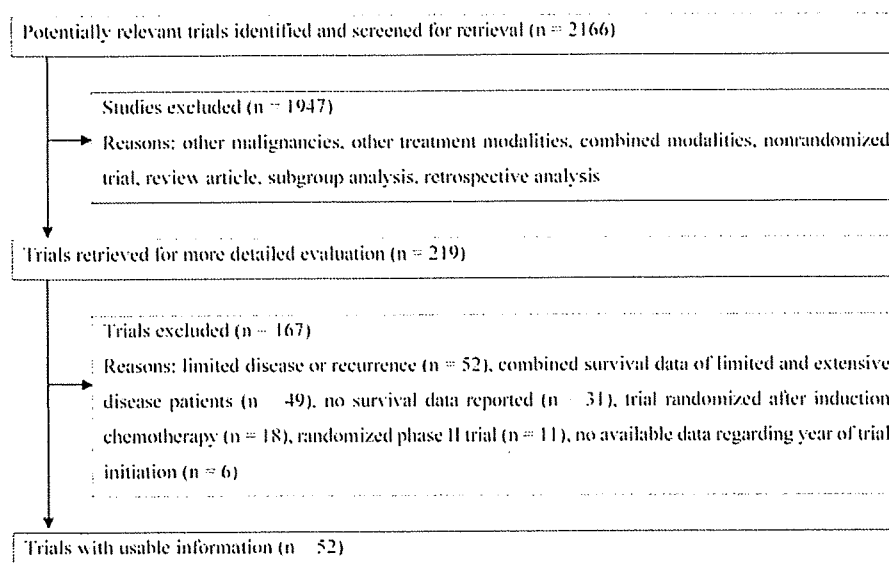 Potentially relevant trials identified and screened for retrieval (n = 2166)
Studies excluded (n = 1947)
Reasons: other malignancies, other treatment modalities, combined modalities, nonrandomized
trial, review article, subgroup analysis, retrospective analysis
Trials retrieved for more detailed evaluation (n = 219)
Trials excluded (n = 167)
Reasons: limited disease or recurrence (n = 52), combined survival data of limited and extensive
disease patients (n = 49), no survival data reported (n = 31), trial randomized after induction
chemotherapy (n = 18), randomized phase II trial (n = 11), no available data regarding year of trial
initiation (n = 6)
Trials with usable information (n = 52)